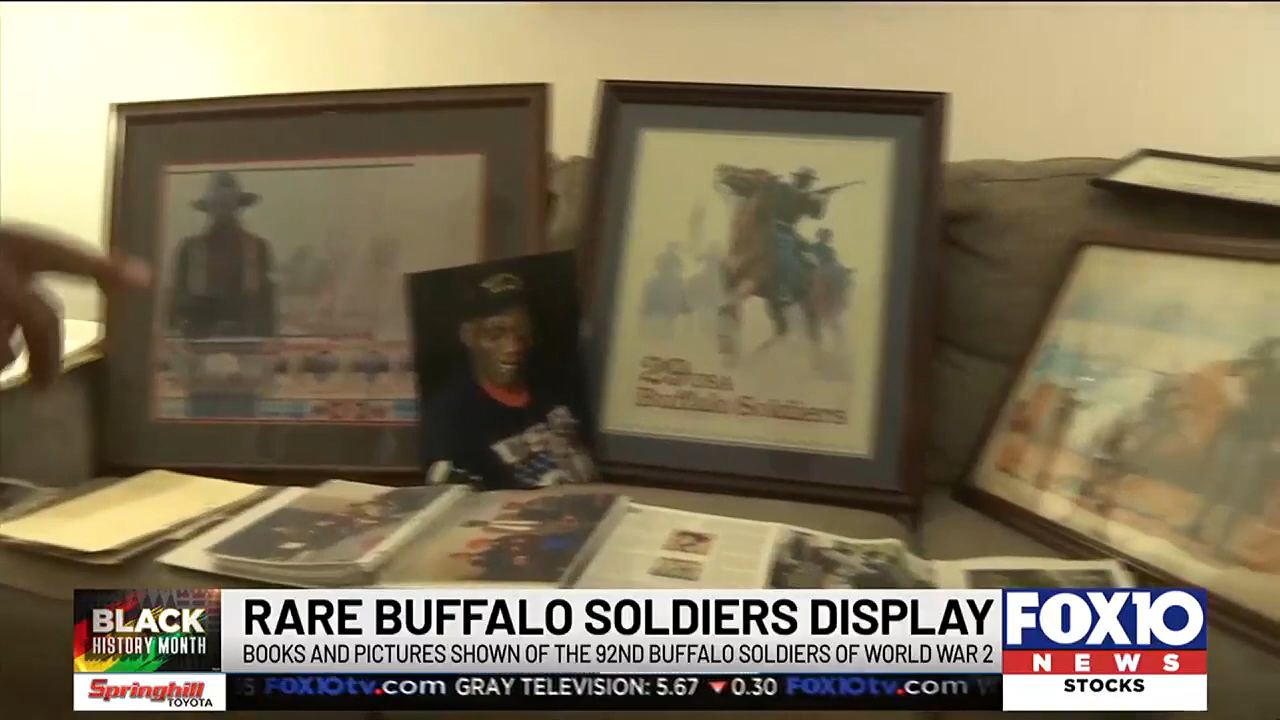 USA
Buffalo Soldiers
BLACK
HISTORY MONTH
RARE BUFFALO SOLDIERS DISPLAY
BOOKS AND PICTURES SHOWN OF THE 92ND BUFFALO SOLDIERS OF WORLD WAR 2
FOX10
NEWS
STOCKS
Springhill
TOYOTA
FOX10tv.com GRAY TELEVISION: 5.67 ▼0.30 FOX10tv.com